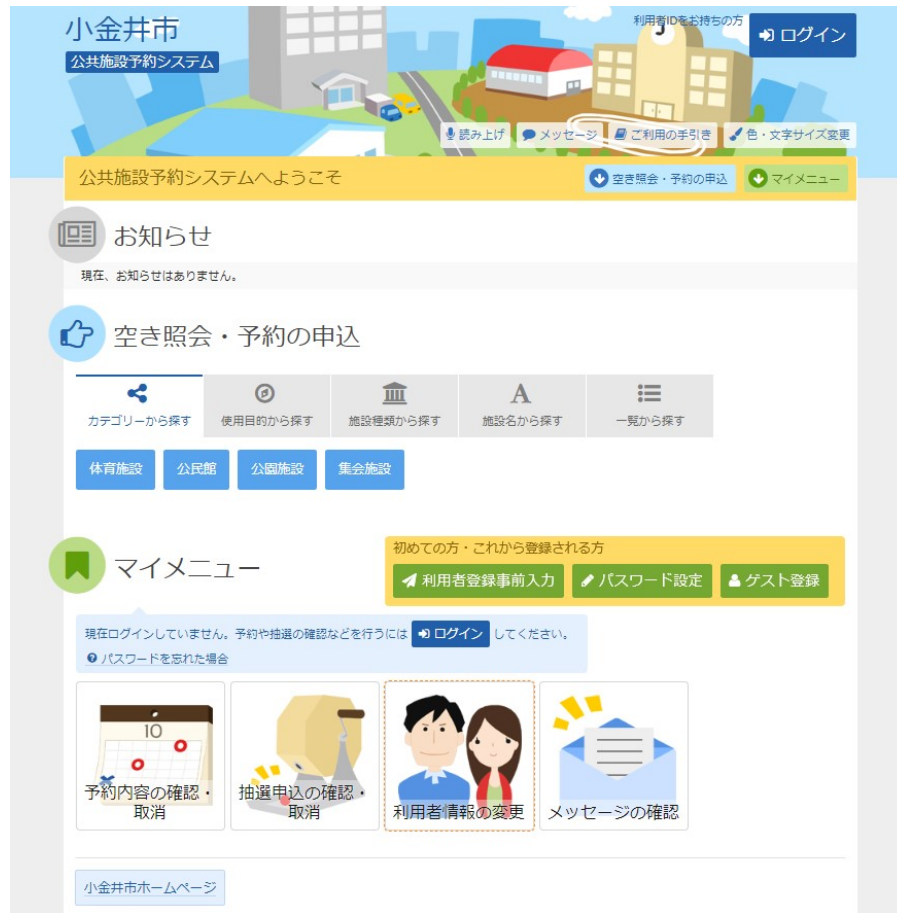 小金井市
公共施設予約システム
利用者IDをお持ちの方
ログイン
読み上げ
メッセージ
ご利用の手引き
色・文字サイズ変更
公共施設予約システムへようこそ
空き照会・予約の申込
マイメニュー
お知らせ
現在、お知らせはありません。
空き照会・予約の申込
カテゴリーから探す
使用目的から探す
施設種類から探す
A
施設名から探す
一覧から探す
体育施設
公民館
公園施設
集会施設
マイメニュー
初めての方・これから登録される方
利用者登録事前入力
パスワード設定
ゲスト登録
現在ログインしていません。予約や抽選の確認などを行うには ログイン してください。
パスワードを忘れた場合
10
予約内容の確認・
取消
抽選申込の確認・
取消
利用者情報の変更
メッセージの確認
小金井市ホームページ